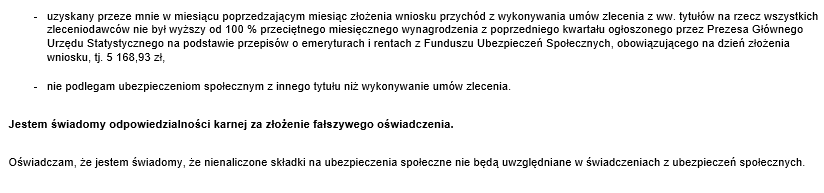 - uzyskany przeze mnie w miesiącu poprzedzającym miesiąc złożenia wniosku przychód z wykonywania umów zlecenia z ww. tytułów na rzecz wszystkich
zleceniodawców nie był wyższy od 100 % przeciętnego miesięcznego wynagrodzenia z poprzedniego kwartału ogłoszonego przez Prezesa Głównego
Urzędu Statystycznego na podstawie przepisów o emeryturach i rentach z Funduszu Ubezpieczeń Społecznych, obowiązującego na dzień złożenia
wniosku, tj. 5 168,93 zł,
- nie podlegam ubezpieczeniom społecznym z innego tytułu niż wykonywanie umów zlecenia.
Jestem świadomy odpowiedzialności karnej za złożenie fałszywego oświadczenia.
Oświadczam, że jestem świadomy, że nienaliczone składki na ubezpieczenia społeczne nie będą uwzględniane w świadczeniach z ubezpieczeń społecznych.